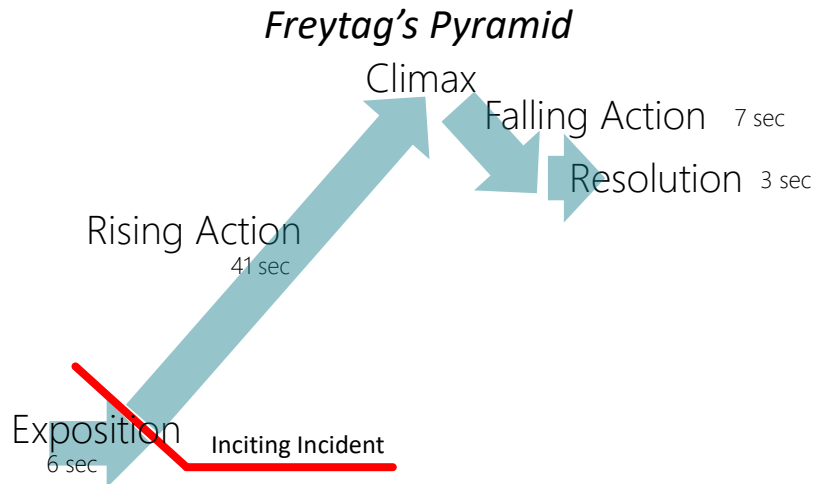 Freytag’s Pyramid
Climax
Falling Action 7 sec
Resolution 3 sec
Rising Action
41 sec
Exposition
6 sec
Inciting Incident